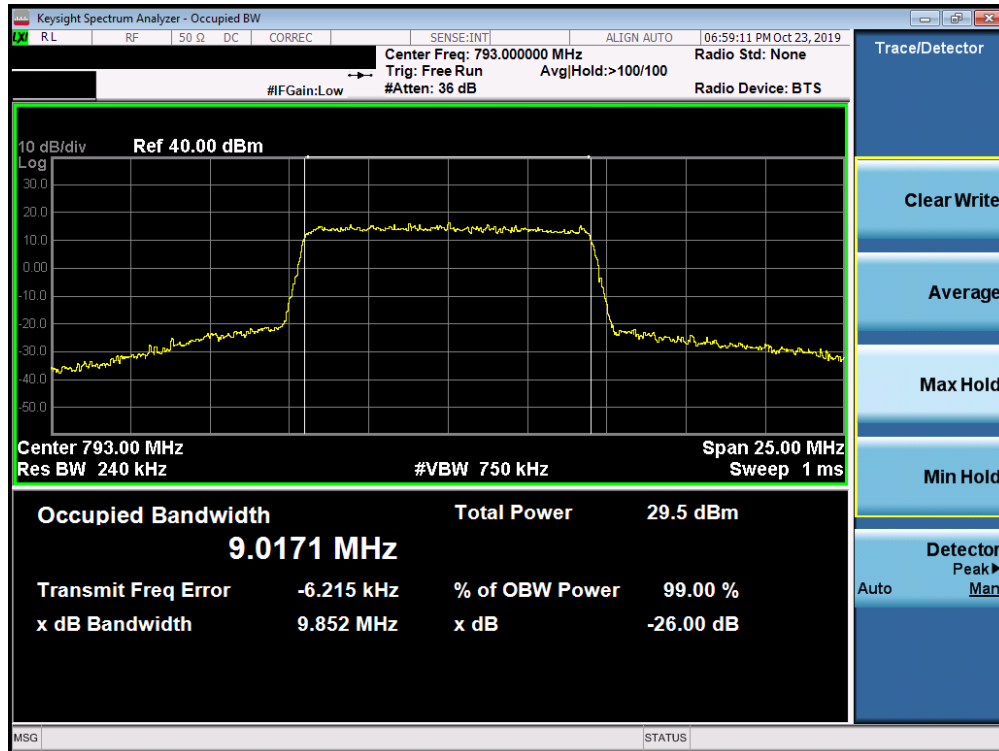 Keysight Spectrum Analyzer - Occupied BW
LXI RL RF 50 Ω DC CORREC SENSE:INT ALIGN AUTO 06:59:11 PM Oct 23, 2019
Center Freq: 793.000000 MHz Radio Std: None
Trig: Free Run Avg|Hold:>100/100
#IFGain:Low #Atten: 36 dB Radio Device: BTS
Trace/Detector
10 dB/div Ref 40.00 dBm
Log
30.0
20.0
10.0
0.00
-10.0
-20.0
-30.0
-40.0
-50.0
Center 793.00 MHz Span 25.00 MHz
Res BW 240 kHz #VBW 750 kHz Sweep 1 ms
Occupied Bandwidth Total Power 29.5 dBm
9.0171 MHz
Transmit Freq Error -6.215 kHz % of OBW Power 99.00 %
x dB Bandwidth 9.852 MHz x dB -26.00 dB
Clear Write
Average
Max Hold
Min Hold
Detector
Peak▶
Auto Man
MSG STATUS